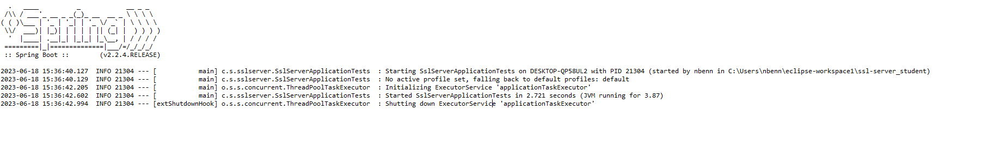 .   ____          _            __ _ _
 /\\ / ___'_ __ _ _(_)_ __  __ _ \ \ \ \
( ( )\___ | '_ | '_| | '_ \/ _` | \ \ \ \
 \\/  ___)| |_)| | | | | || (_| |  ) ) ) )
  '  |____| .__|_| |_|_| |_\__, | / / / /
 =========|_|==============|___/=/_/_/_/
 :: Spring Boot ::        (v2.2.4.RELEASE)
2023-06-18 15:36:40.127  INFO 21304 --- [           main] c.s.sslserver.SslServerApplicationTests  : Starting SslServerApplicationTests on DESKTOP-QP58UL2 with PID 21304 (started by nbenn in C:\Users\nbenn\eclipse-workspace1\ssl-server_student)
2023-06-18 15:36:40.129  INFO 21304 --- [           main] c.s.sslserver.SslServerApplicationTests  : No active profile set, falling back to default profiles: default
2023-06-18 15:36:42.205  INFO 21304 --- [           main] o.s.s.concurrent.ThreadPoolTaskExecutor  : Initializing ExecutorService 'applicationTaskExecutor'
2023-06-18 15:36:42.602  INFO 21304 --- [           main] c.s.sslserver.SslServerApplicationTests  : Started SslServerApplicationTests in 2.721 seconds (JVM running for 3.87)
2023-06-18 15:36:42.994  INFO 21304 --- [extShutdownHook] o.s.s.concurrent.ThreadPoolTaskExecutor  : Shutting down ExecutorService 'applicationTaskExecutor'